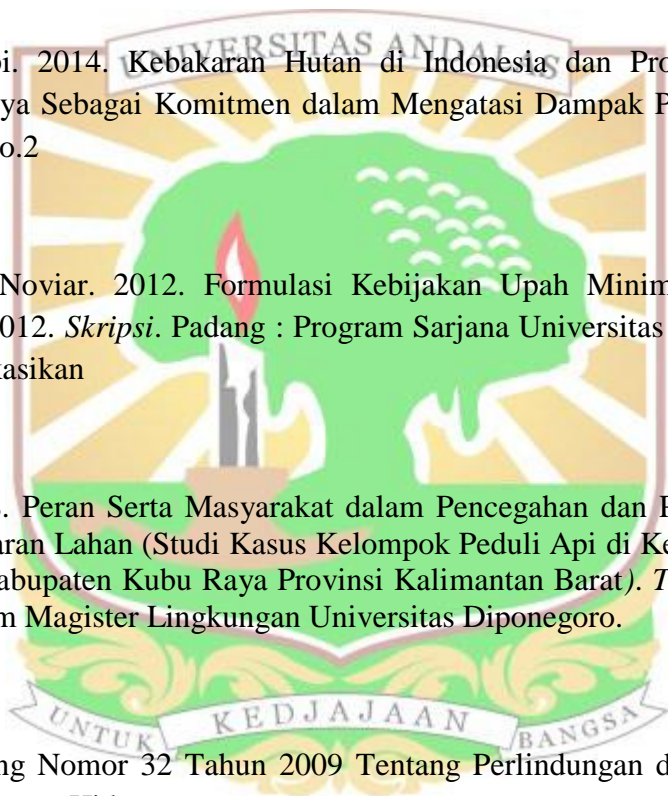 UNIVERSITAS ANDALAS
pi. 2014. Kebakaran Hutan di Indonesia dan Pro
ya Sebagai Komitmen dalam Mengatasi Dampak P
o.2
Noviar. 2012. Formulasi Kebijakan Upah Minim
012. Skripsi. Padang : Program Sarjana Universitas
kasikan
. Peran Serta Masyarakat dalam Pencegahan dan
aran Lahan (Studi Kasus Kelompok Peduli Api di Ke
Kabupaten Kubu Raya Provinsi Kalimantan Barat). T
m Magister Lingkungan Universitas Diponegoro.
UNTUK KEDJAJAAN BANGSA
ng Nomor 32 Tahun 2009 Tentang Perlindungan d